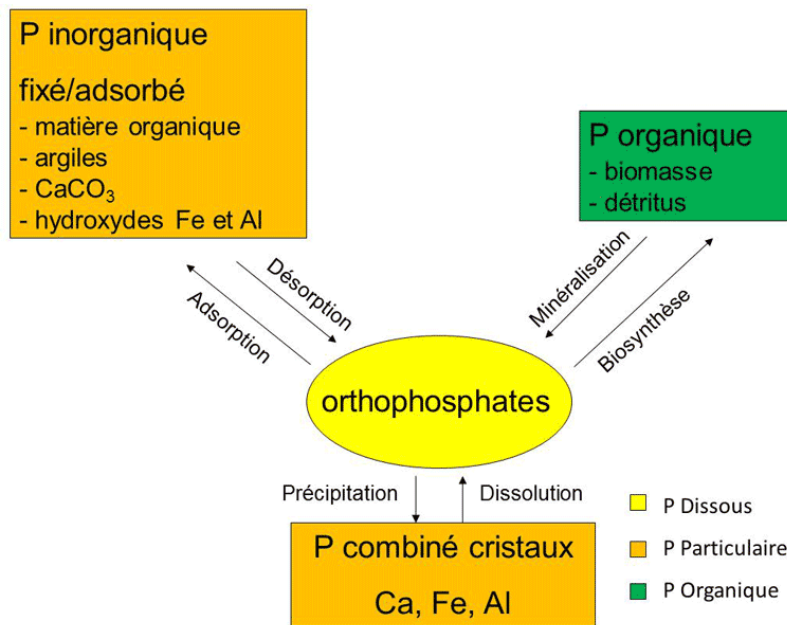 P inorganique
fixé/adsorbé
- matière organique
- argiles
- CaCO₃
- hydroxydes Fe et Al
P organique
- biomasse
- détritus
Désorption
Adsorption
Minéralisation
Biosynthèse
orthophosphates
Précipitation
Dissolution
P combiné cristaux
Ca, Fe, Al
P Dissous
P Particulaire
P Organique